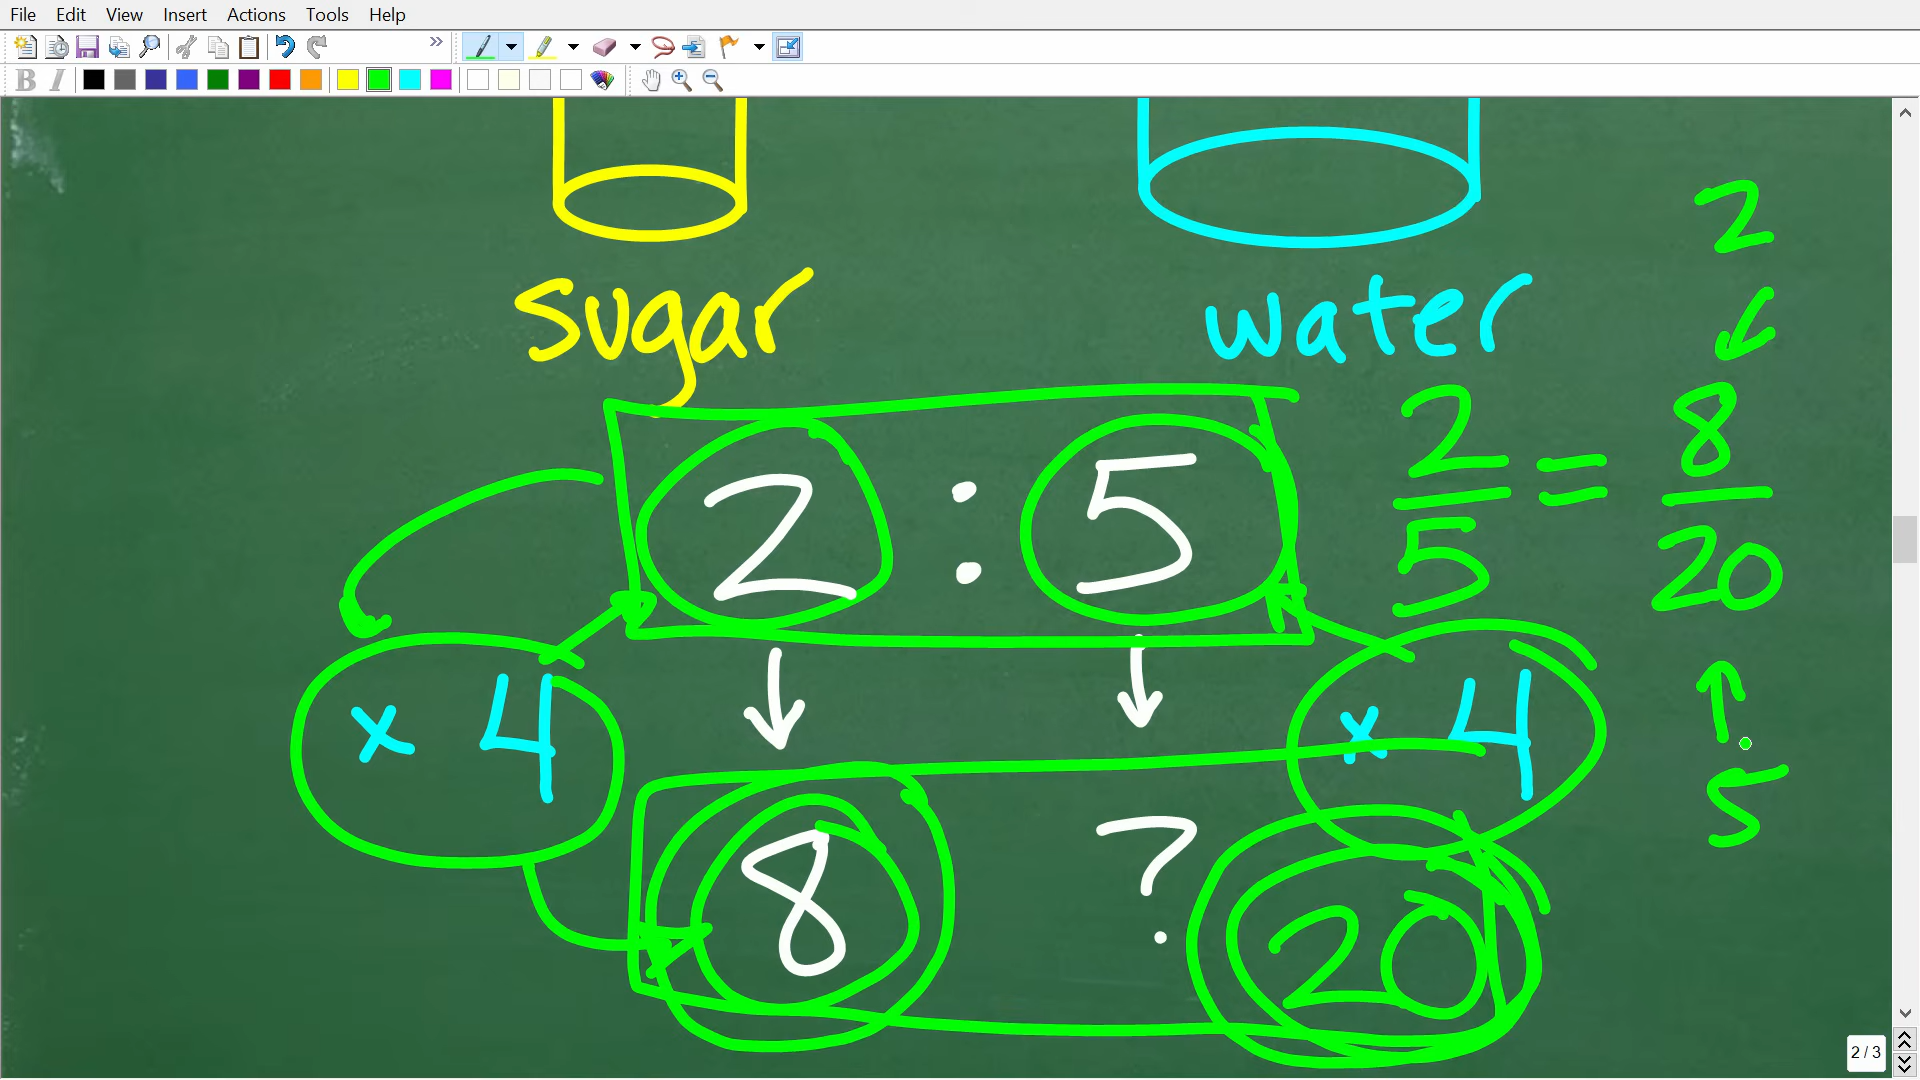 File Edit View Insert Actions Tools Help
B I
sugar water
2
2 : 5
2/5 = 8/20
× 4 × 4
5
8 ? 20
2 / 3